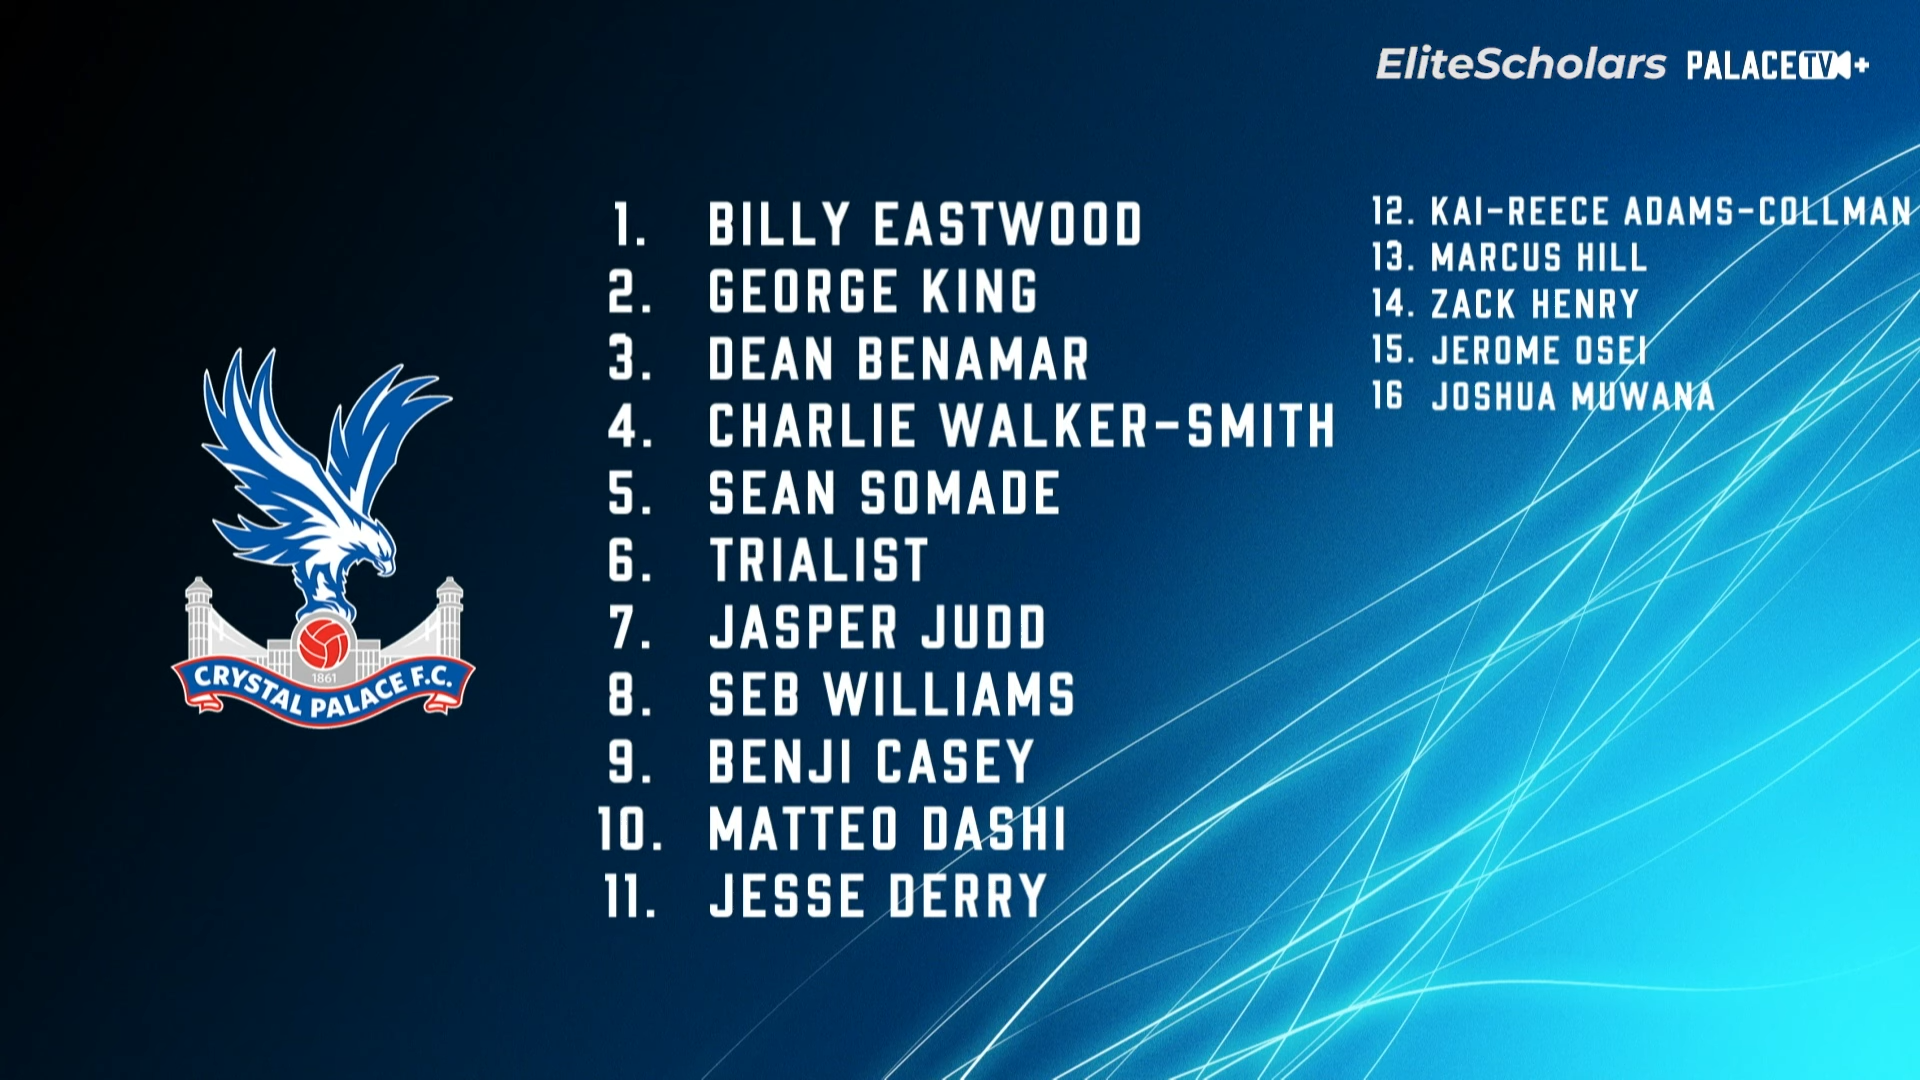 EliteScholars PALACETV+
1. BILLY EASTWOOD
2. GEORGE KING
3. DEAN BENAMAR
4. CHARLIE WALKER-SMITH
5. SEAN SOMADE
6. TRIALIST
7. JASPER JUDD
8. SEB WILLIAMS
9. BENJI CASEY
10. MATTEO DASHI
11. JESSE DERRY
12. KAI-REECE ADAMS-COLLMAN
13. MARCUS HILL
14. ZACK HENRY
15. JEROME OSEI
16 JOSHUA MUWANA
1861
CRYSTAL PALACE F.C.